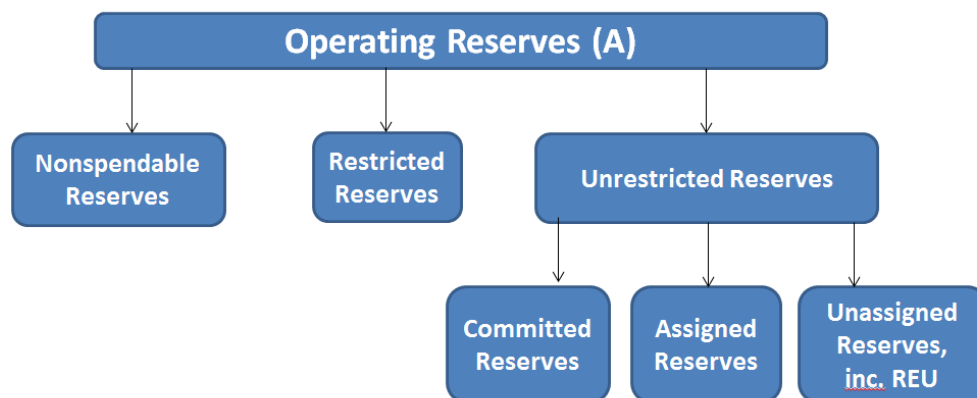 Operating Reserves (A)
Nonspendable
Reserves
Restricted
Reserves
Unrestricted Reserves
Committed
Reserves
Assigned
Reserves
Unassigned
Reserves,
inc. REU